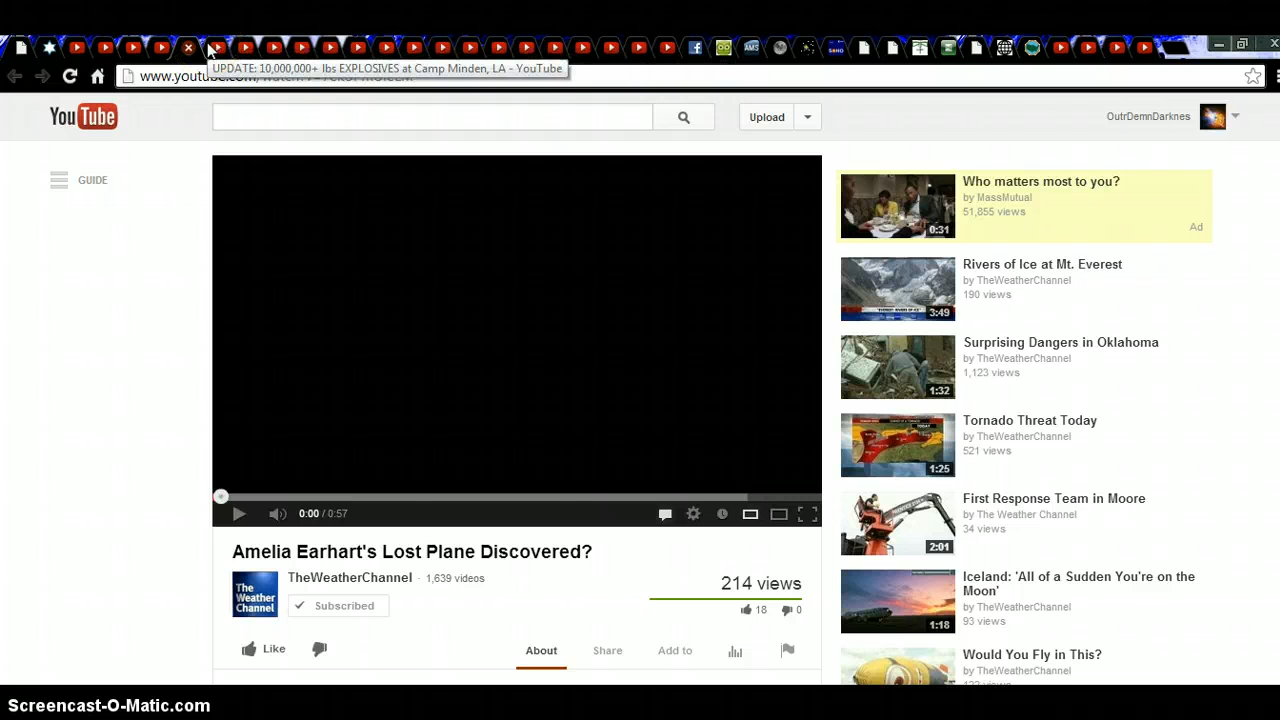 AMS
SOHO
UPDATE: 10,000,000+ lbs EXPLOSIVES at Camp Minden, LA - YouTube
www.youtube.com/
YouTube
Upload
OutrDemnDarknes
GUIDE
Who matters most to you?
by MassMutual
51,855 views
Ad
0:31
Rivers of Ice at Mt. Everest
by TheWeatherChannel
190 views
3:49
Surprising Dangers in Oklahoma
by TheWeatherChannel
1,123 views
1:32
Tornado Threat Today
by TheWeatherChannel
521 views
TODAY
1:25
First Response Team in Moore
by The Weather Channel
34 views
2:01
Iceland: 'All of a Sudden You're on the
Moon'
by TheWeatherChannel
93 views
1:18
Would You Fly in This?
by TheWeatherChannel
0:00 / 0:57
Amelia Earhart's Lost Plane Discovered?
The
Weather
Channel
TheWeatherChannel · 1,639 videos
Subscribed
214 views
18
0
Like
About
Share
Add to
Screencast-O-Matic.com